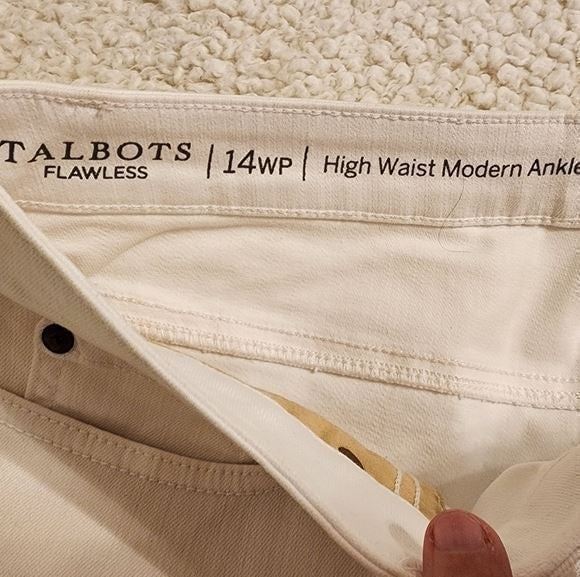 TALBOTS
FLAWLESS
| 14WP |
High Waist Modern Ankle